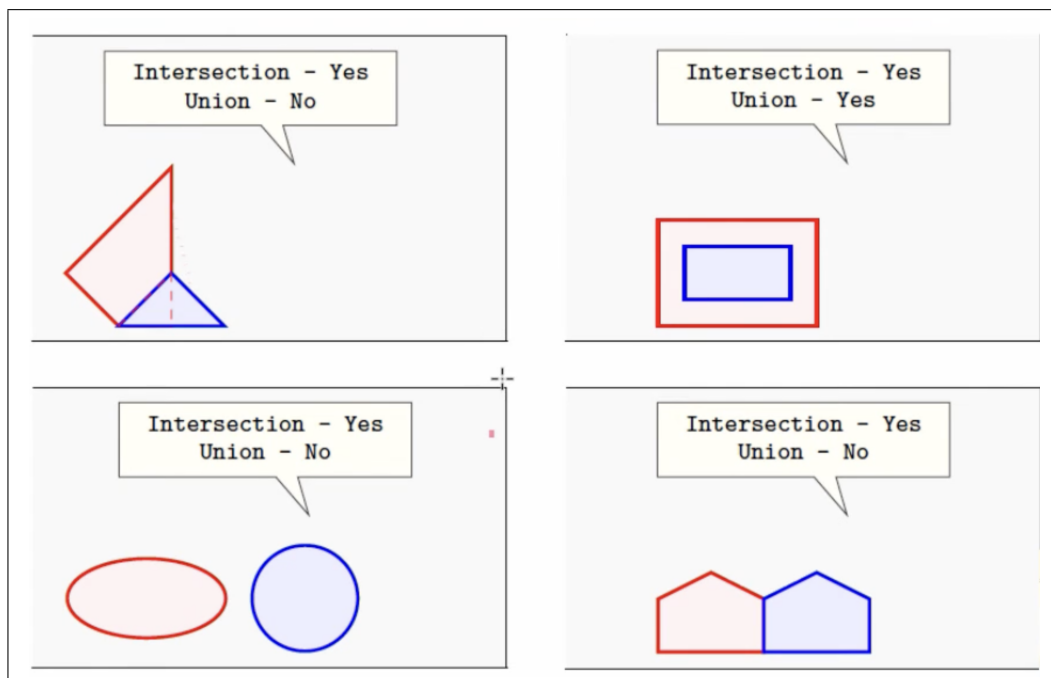 Intersection - Yes
Union - No
Intersection - Yes
Union - Yes
Intersection - Yes
Union - No
Intersection - Yes
Union - No